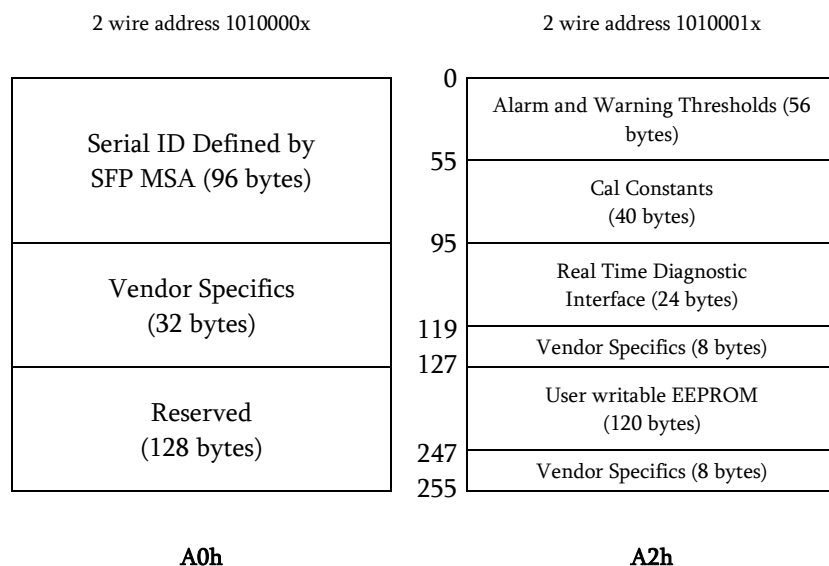 2 wire address 1010000x
Serial ID Defined by
SFP MSA (96 bytes)
Vendor Specifics
(32 bytes)
Reserved
(128 bytes)
A0h
2 wire address 1010001x
0
Alarm and Warning Thresholds (56
bytes)
55
Cal Constants
(40 bytes)
95
Real Time Diagnostic
Interface (24 bytes)
119
Vendor Specifics (8 bytes)
127
User writable EEPROM
(120 bytes)
247
Vendor Specifics (8 bytes)
255
A2h